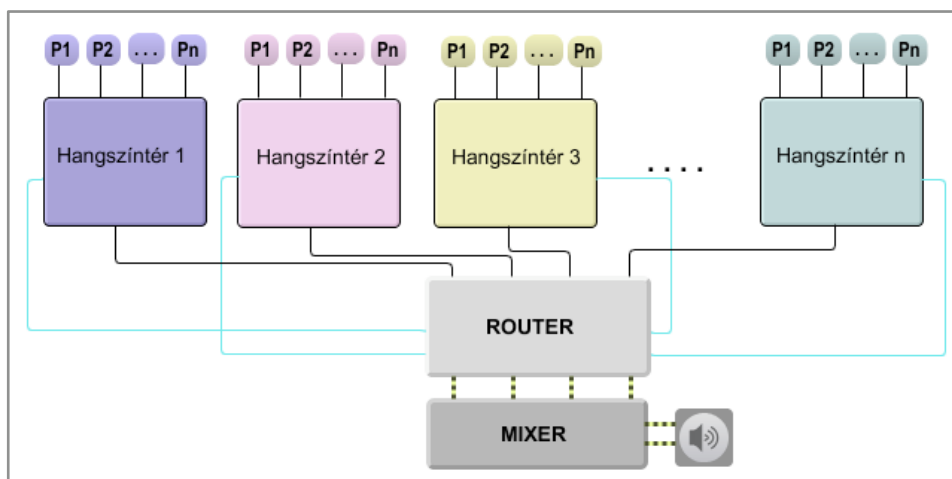 P1 P2 ... Pn P1 P2 ... Pn P1 P2 ... Pn P1 P2 ... Pn
Hangszíntér 1 Hangszíntér 2 Hangszíntér 3 .... Hangszíntér n
ROUTER
MIXER